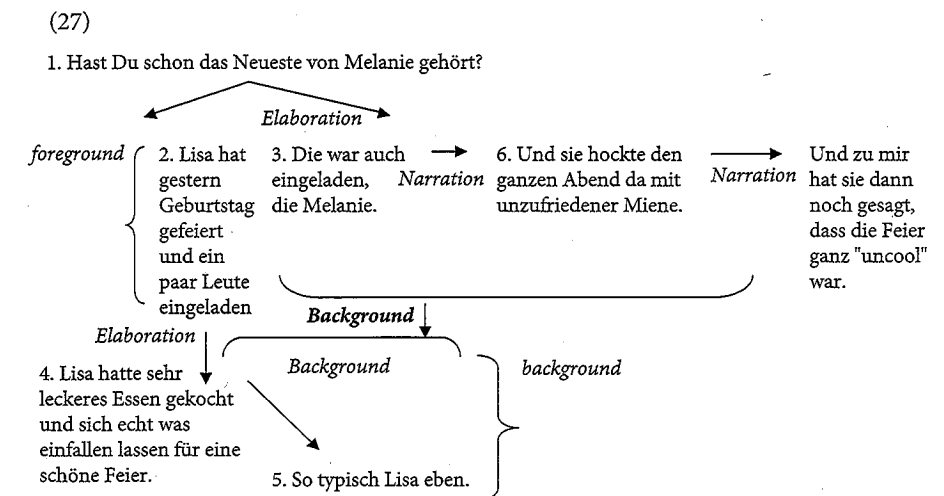 (27)
1. Hast Du schon das Neueste von Melanie gehört?
Elaboration
foreground
2. Lisa hat
gestern
Geburtstag
gefeiert
und ein
paar Leute
eingeladen
3. Die war auch
eingeladen,
die Melanie.
Narration
6. Und sie hockte den
ganzen Abend da mit
unzufriedener Miene.
Narration
Und zu mir
hat sie dann
noch gesagt,
dass die Feier
ganz "uncool"
war.
Background
Elaboration
Background
background
4. Lisa hatte sehr
leckeres Essen gekocht
und sich echt was
einfallen lassen für eine
schöne Feier.
5. So typisch Lisa eben.